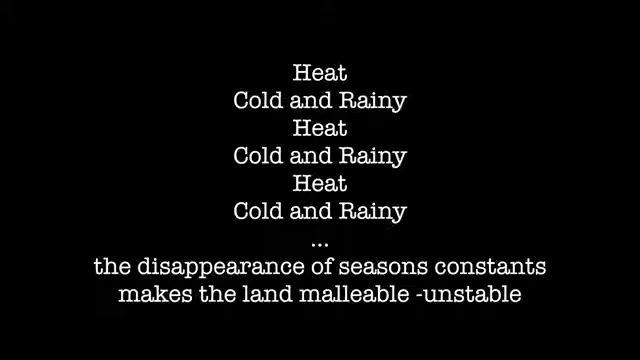 Heat
Cold and Rainy
Heat
Cold and Rainy
Heat
Cold and Rainy
...
the disappearance of seasons constants
makes the land malleable -unstable